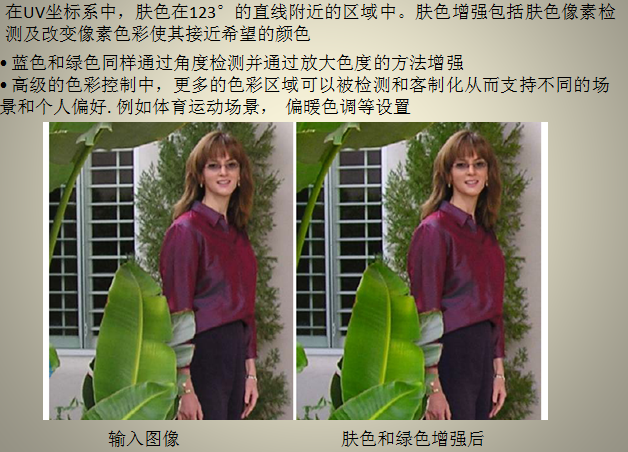 在UV坐标系中，肤色在123°的直线附近的区域中。肤色增强包括肤色像素检
测及改变像素色彩使其接近希望的颜色
• 蓝色和绿色同样通过角度检测并通过放大色度的方法增强
• 高级的色彩控制中，更多的色彩区域可以被检测和客制化从而支持不同的场
景和个人偏好. 例如体育运动场景， 偏暖色调等设置
输入图像
肤色和绿色增强后